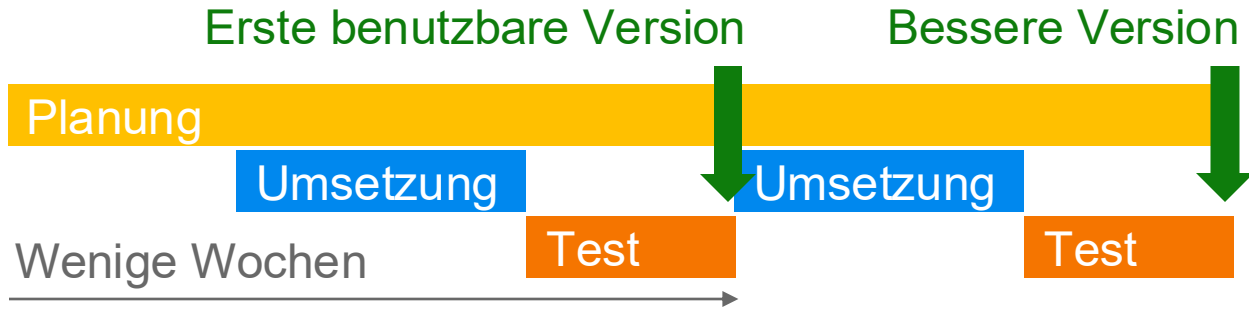 Erste benutzbare Version
Bessere Version
Planung
Umsetzung
Umsetzung
Test
Test
Wenige Wochen